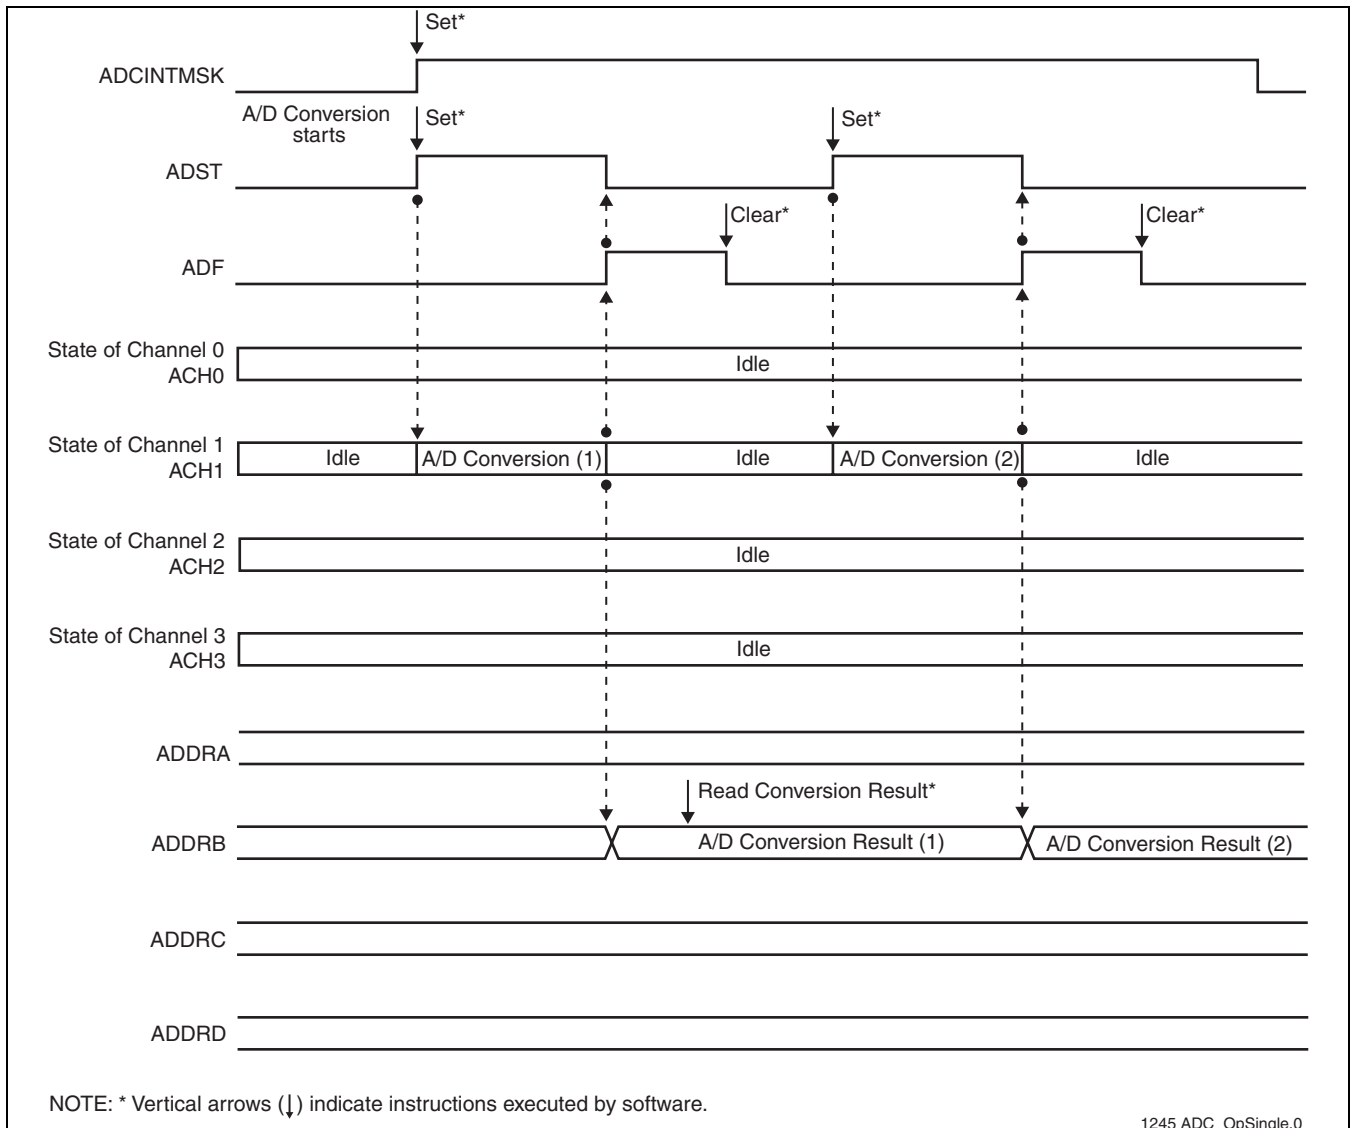 Set*
ADCINTMSK
A/D Conversion
starts
Set*
Set*
ADST
Clear*
Clear*
ADF
State of Channel 0
ACH0
Idle
State of Channel 1
ACH1
Idle
A/D Conversion (1)
Idle
A/D Conversion (2)
Idle
State of Channel 2
ACH2
Idle
State of Channel 3
ACH3
Idle
ADDRA
Read Conversion Result*
ADDRB
A/D Conversion Result (1)
A/D Conversion Result (2)
ADDRC
ADDRD
NOTE: * Vertical arrows (↓) indicate instructions executed by software.
1245 ADC_OpSingle.0